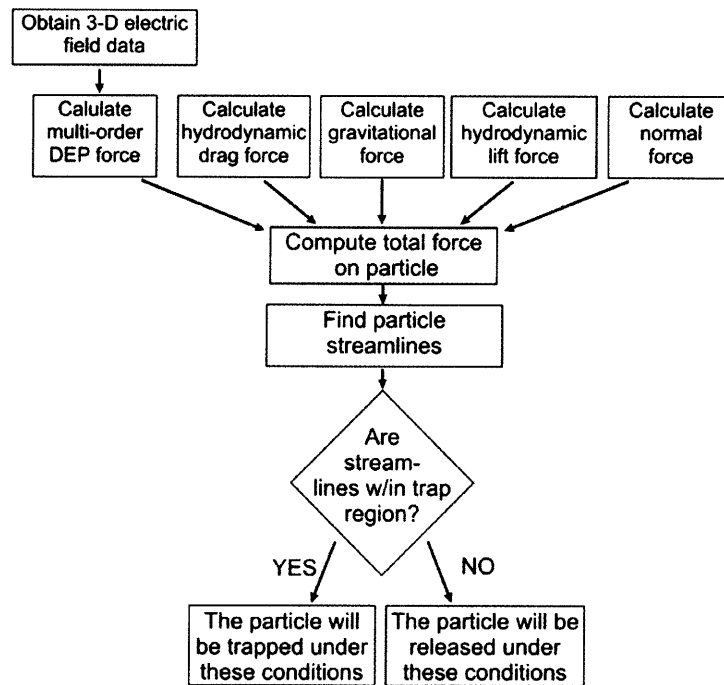 Obtain 3-D electric
field data
Calulate
multi-order
DEP force
Calculate
hydrodynamic
drag force
Calculate
gravitational
force
Calculate
hydrodynamic
lift force
Calculate
normal
force
Compute total force
on particle
Find particle
streamlines
Are
stream-
lines w/in trap
region?
YES
NO
The particle will
be trapped under
these conditions
The particle will be
released under
these conditions